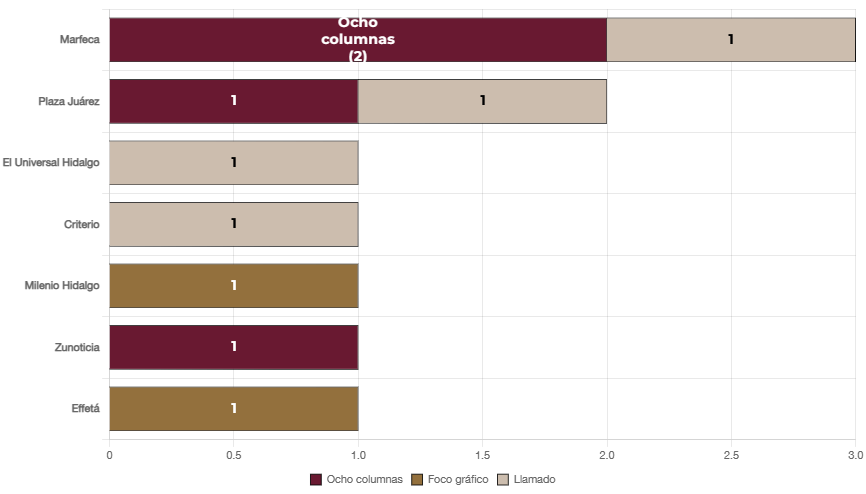 Marfeca
Ocho
columnas
(2)
1
Plaza Juárez
1
1
El Universal Hidalgo
1
Criterio
1
Milenio Hidalgo
1
Zunoticia
1
Effetá
1
0
0.5
1.0
1.5
2.0
2.5
3.0
Ocho columnas
Foco gráfico
Llamado